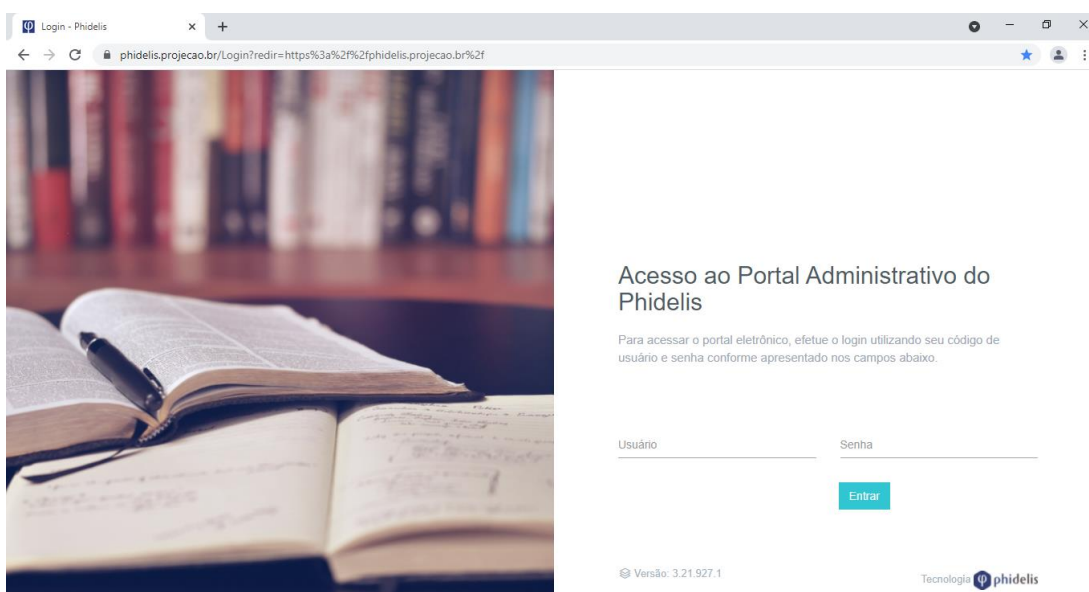 Login - Phidelis
phidelis.projecao.br/Login?redir=https%3a%2f%2fphidelis.projecao.br%2f
Acesso ao Portal Administrativo do
Phidelis
Para acessar o portal eletrônico, efetue o login utilizando seu código de
usuário e senha conforme apresentado nos campos abaixo.
Usuário Senha
Entrar
Versão: 3.21.927.1
Tecnologia phidelis